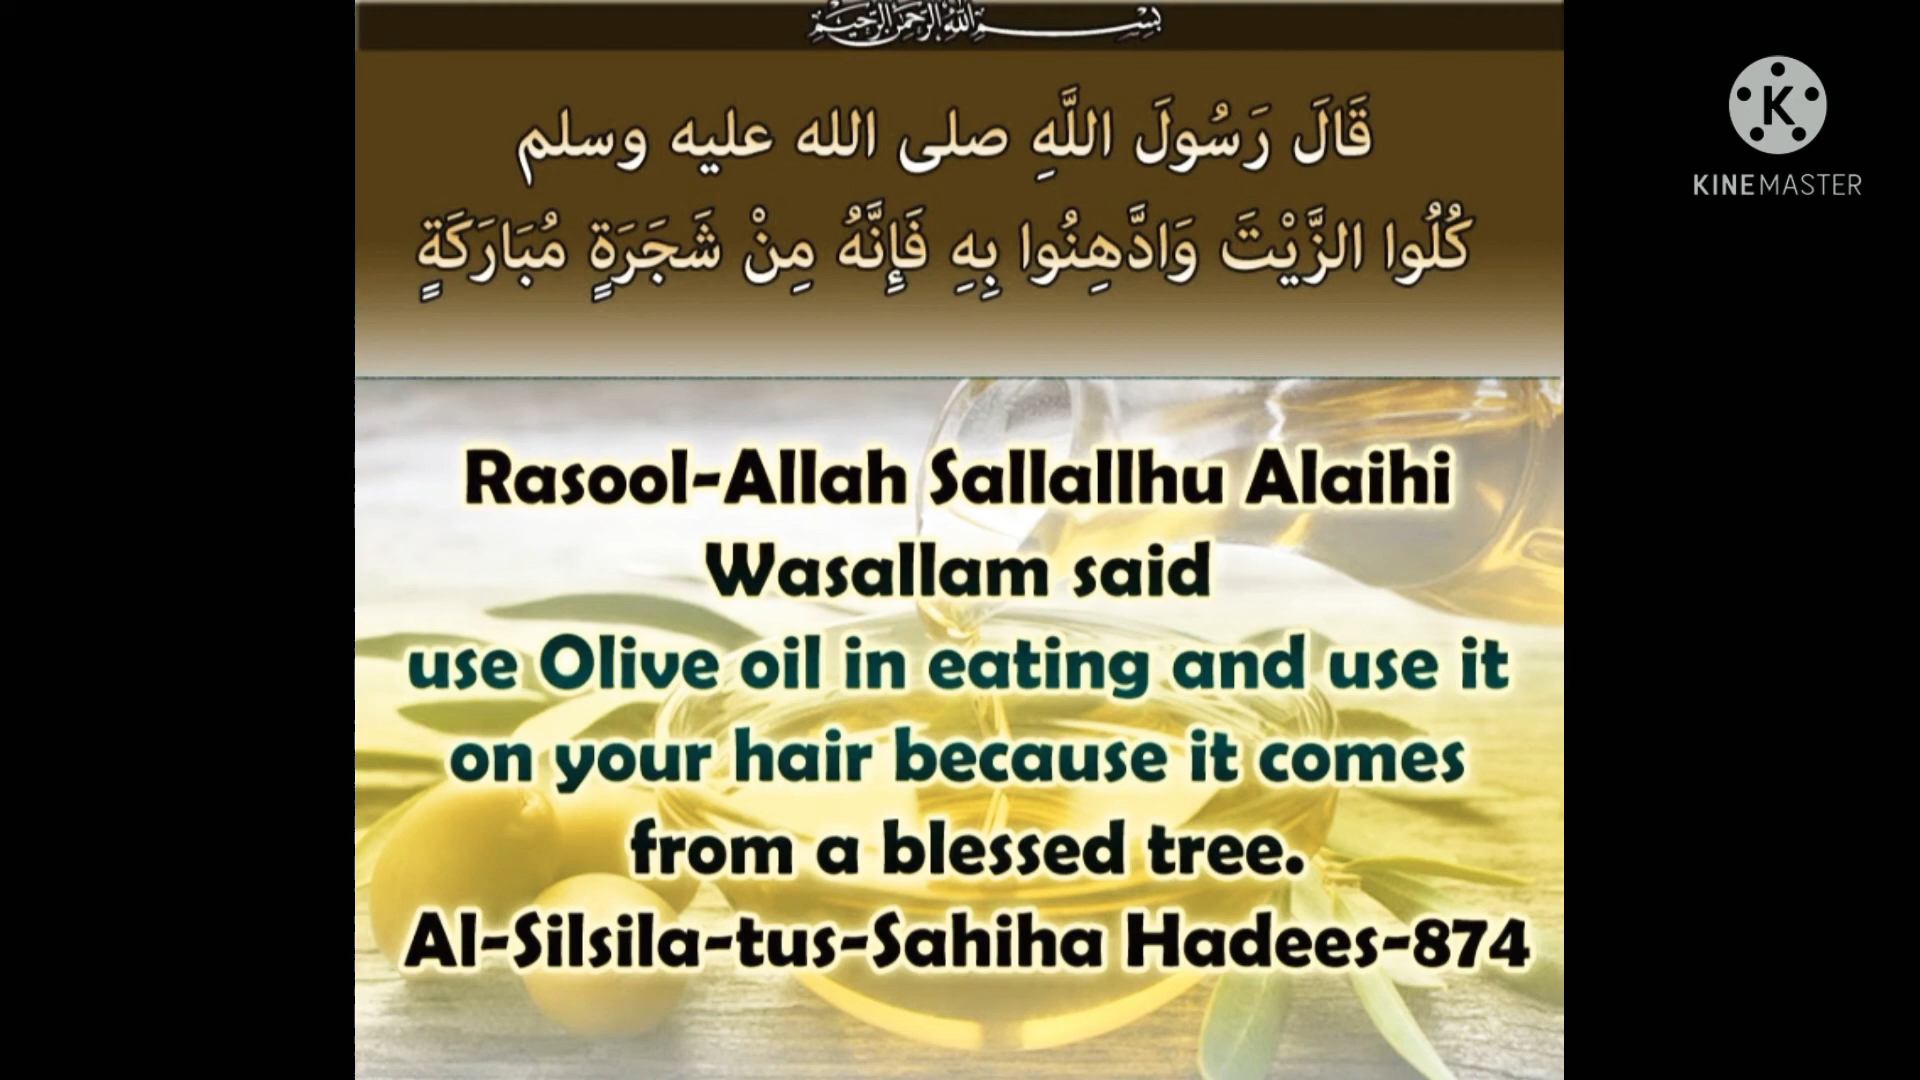 بسم الله الرحمن الرحيم
قَالَ رَسُولَ اللَّهِ صلى الله عليه وسلم
كُلُوا الزَّيْتَ وَادَّهِنُوا بِهِ فَإِنَّهُ مِنْ شَجَرَةٍ مُبَارَكَةٍ
Rasool-Allah Sallallhu Alaihi
Wasallam said
use Olive oil in eating and use it
on your hair because it comes
from a blessed tree.
Al-Silsila-tus-Sahiha Hadees-874
K
KINEMASTER